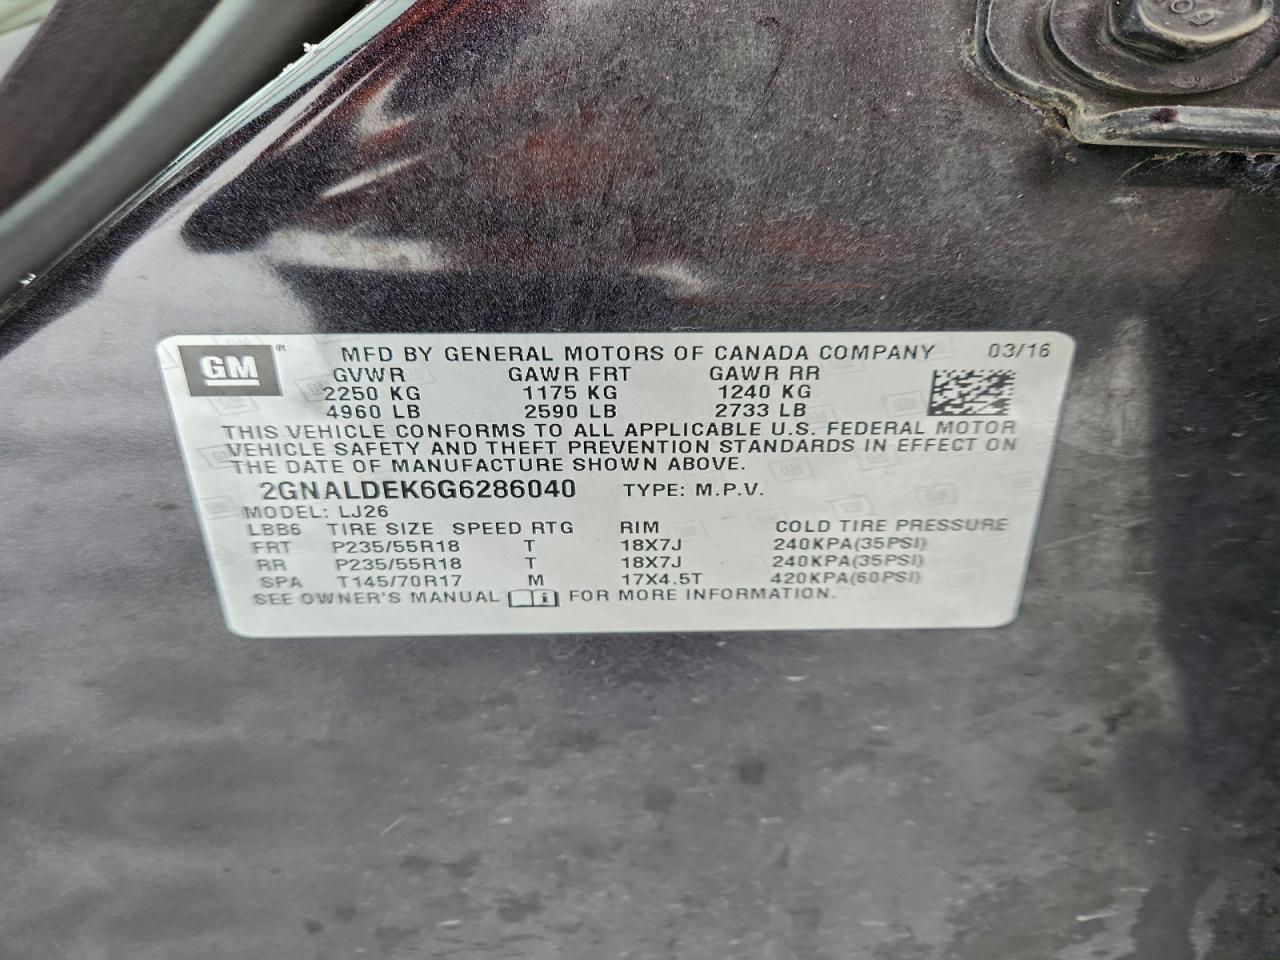 GM ® MFD BY GENERAL MOTORS OF CANADA COMPANY 03/16
GVWR GAWR FRT GAWR RR
2250 KG 1175 KG 1240 KG
4960 LB 2590 LB 2733 LB
THIS VEHICLE CONFORMS TO ALL APPLICABLE U.S. FEDERAL MOTOR
VEHICLE SAFETY AND THEFT PREVENTION STANDARDS IN EFFECT ON
THE DATE OF MANUFACTURE SHOWN ABOVE.
2GNALDEK6G6286040 TYPE: M.P.V.
MODEL: LJ26
LBB6 TIRE SIZE SPEED RTG RIM COLD TIRE PRESSURE
FRT P235/55R18 T 18X7J 240KPA(35PSI)
RR P235/55R18 T 18X7J 240KPA(35PSI)
SPA T145/70R17 M 17X4.5T 420KPA(60PSI)
SEE OWNER'S MANUAL i FOR MORE INFORMATION.